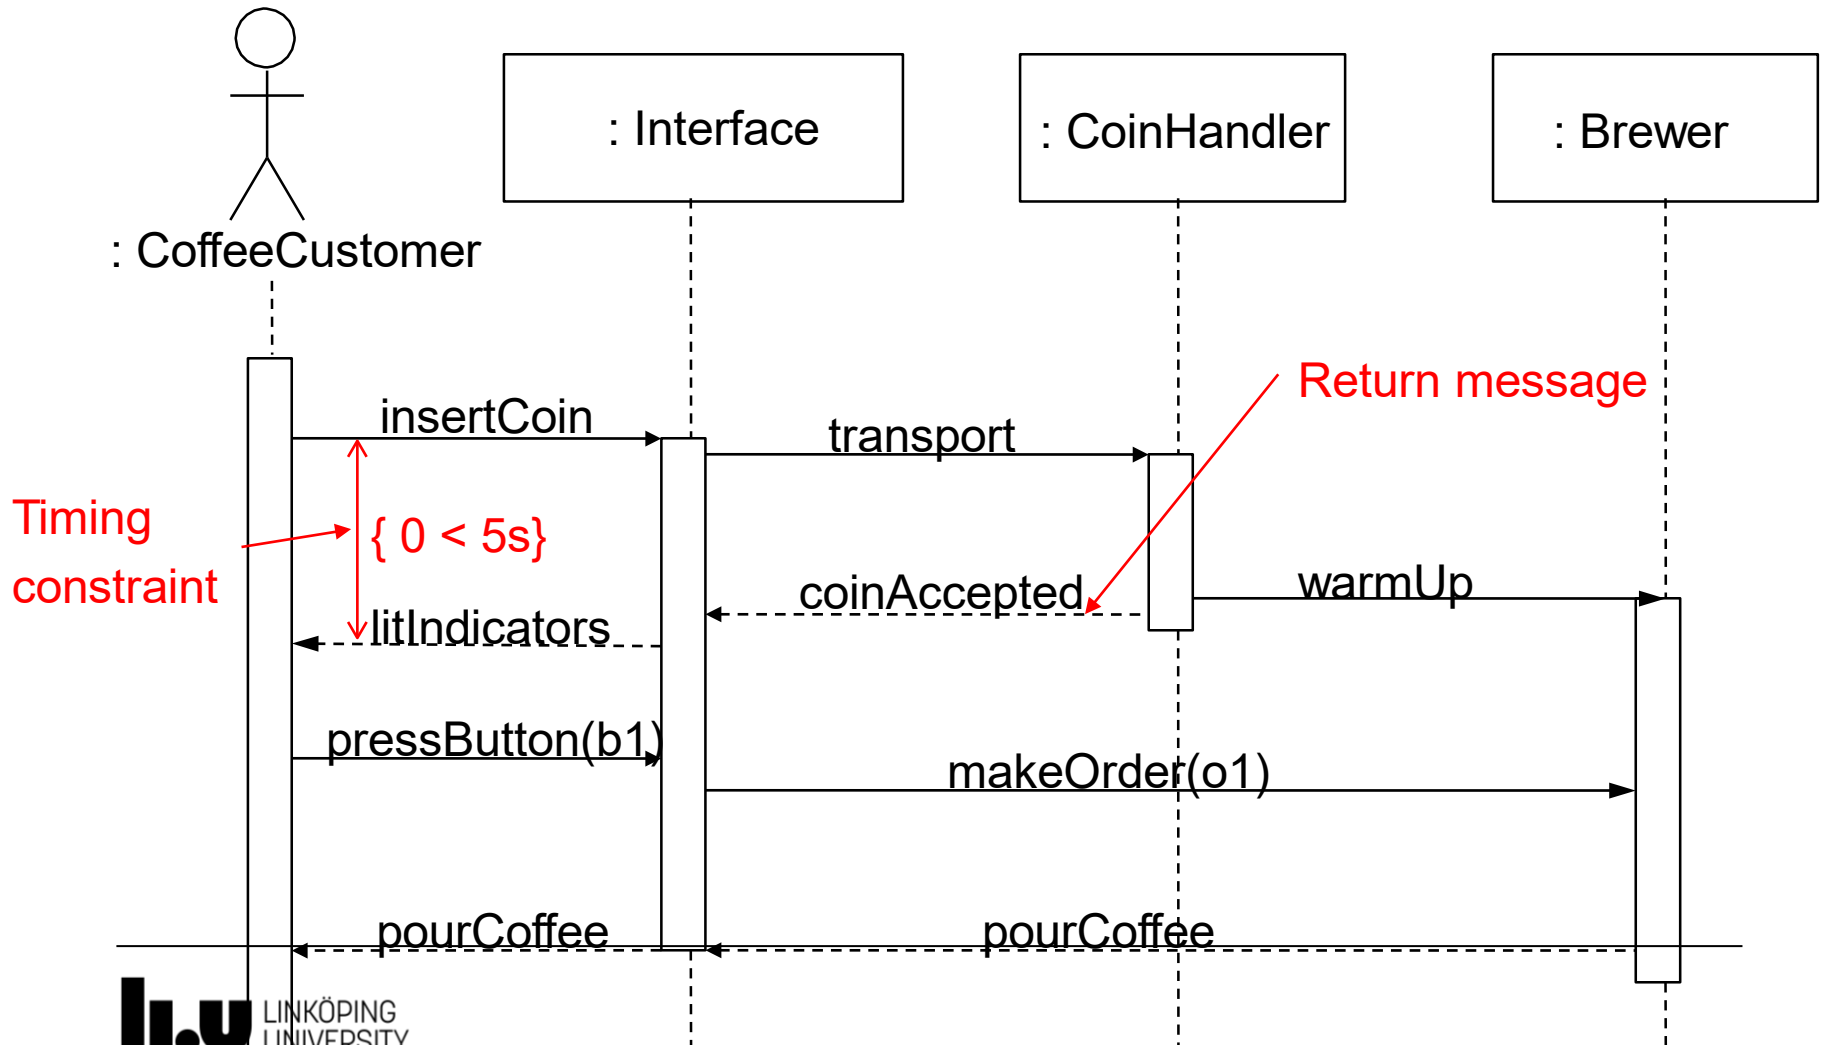 : Interface
: CoinHandler
: Brewer
: CoffeeCustomer
Return message
insertCoin
transport
Timing
constraint
{ 0 < 5s}
coinAccepted
warmUp
litIndicators
pressButton(b1)
makeOrder(o1)
pourCoffee
pourCoffee
li.u
LINKÖPING
UNIVERSITY